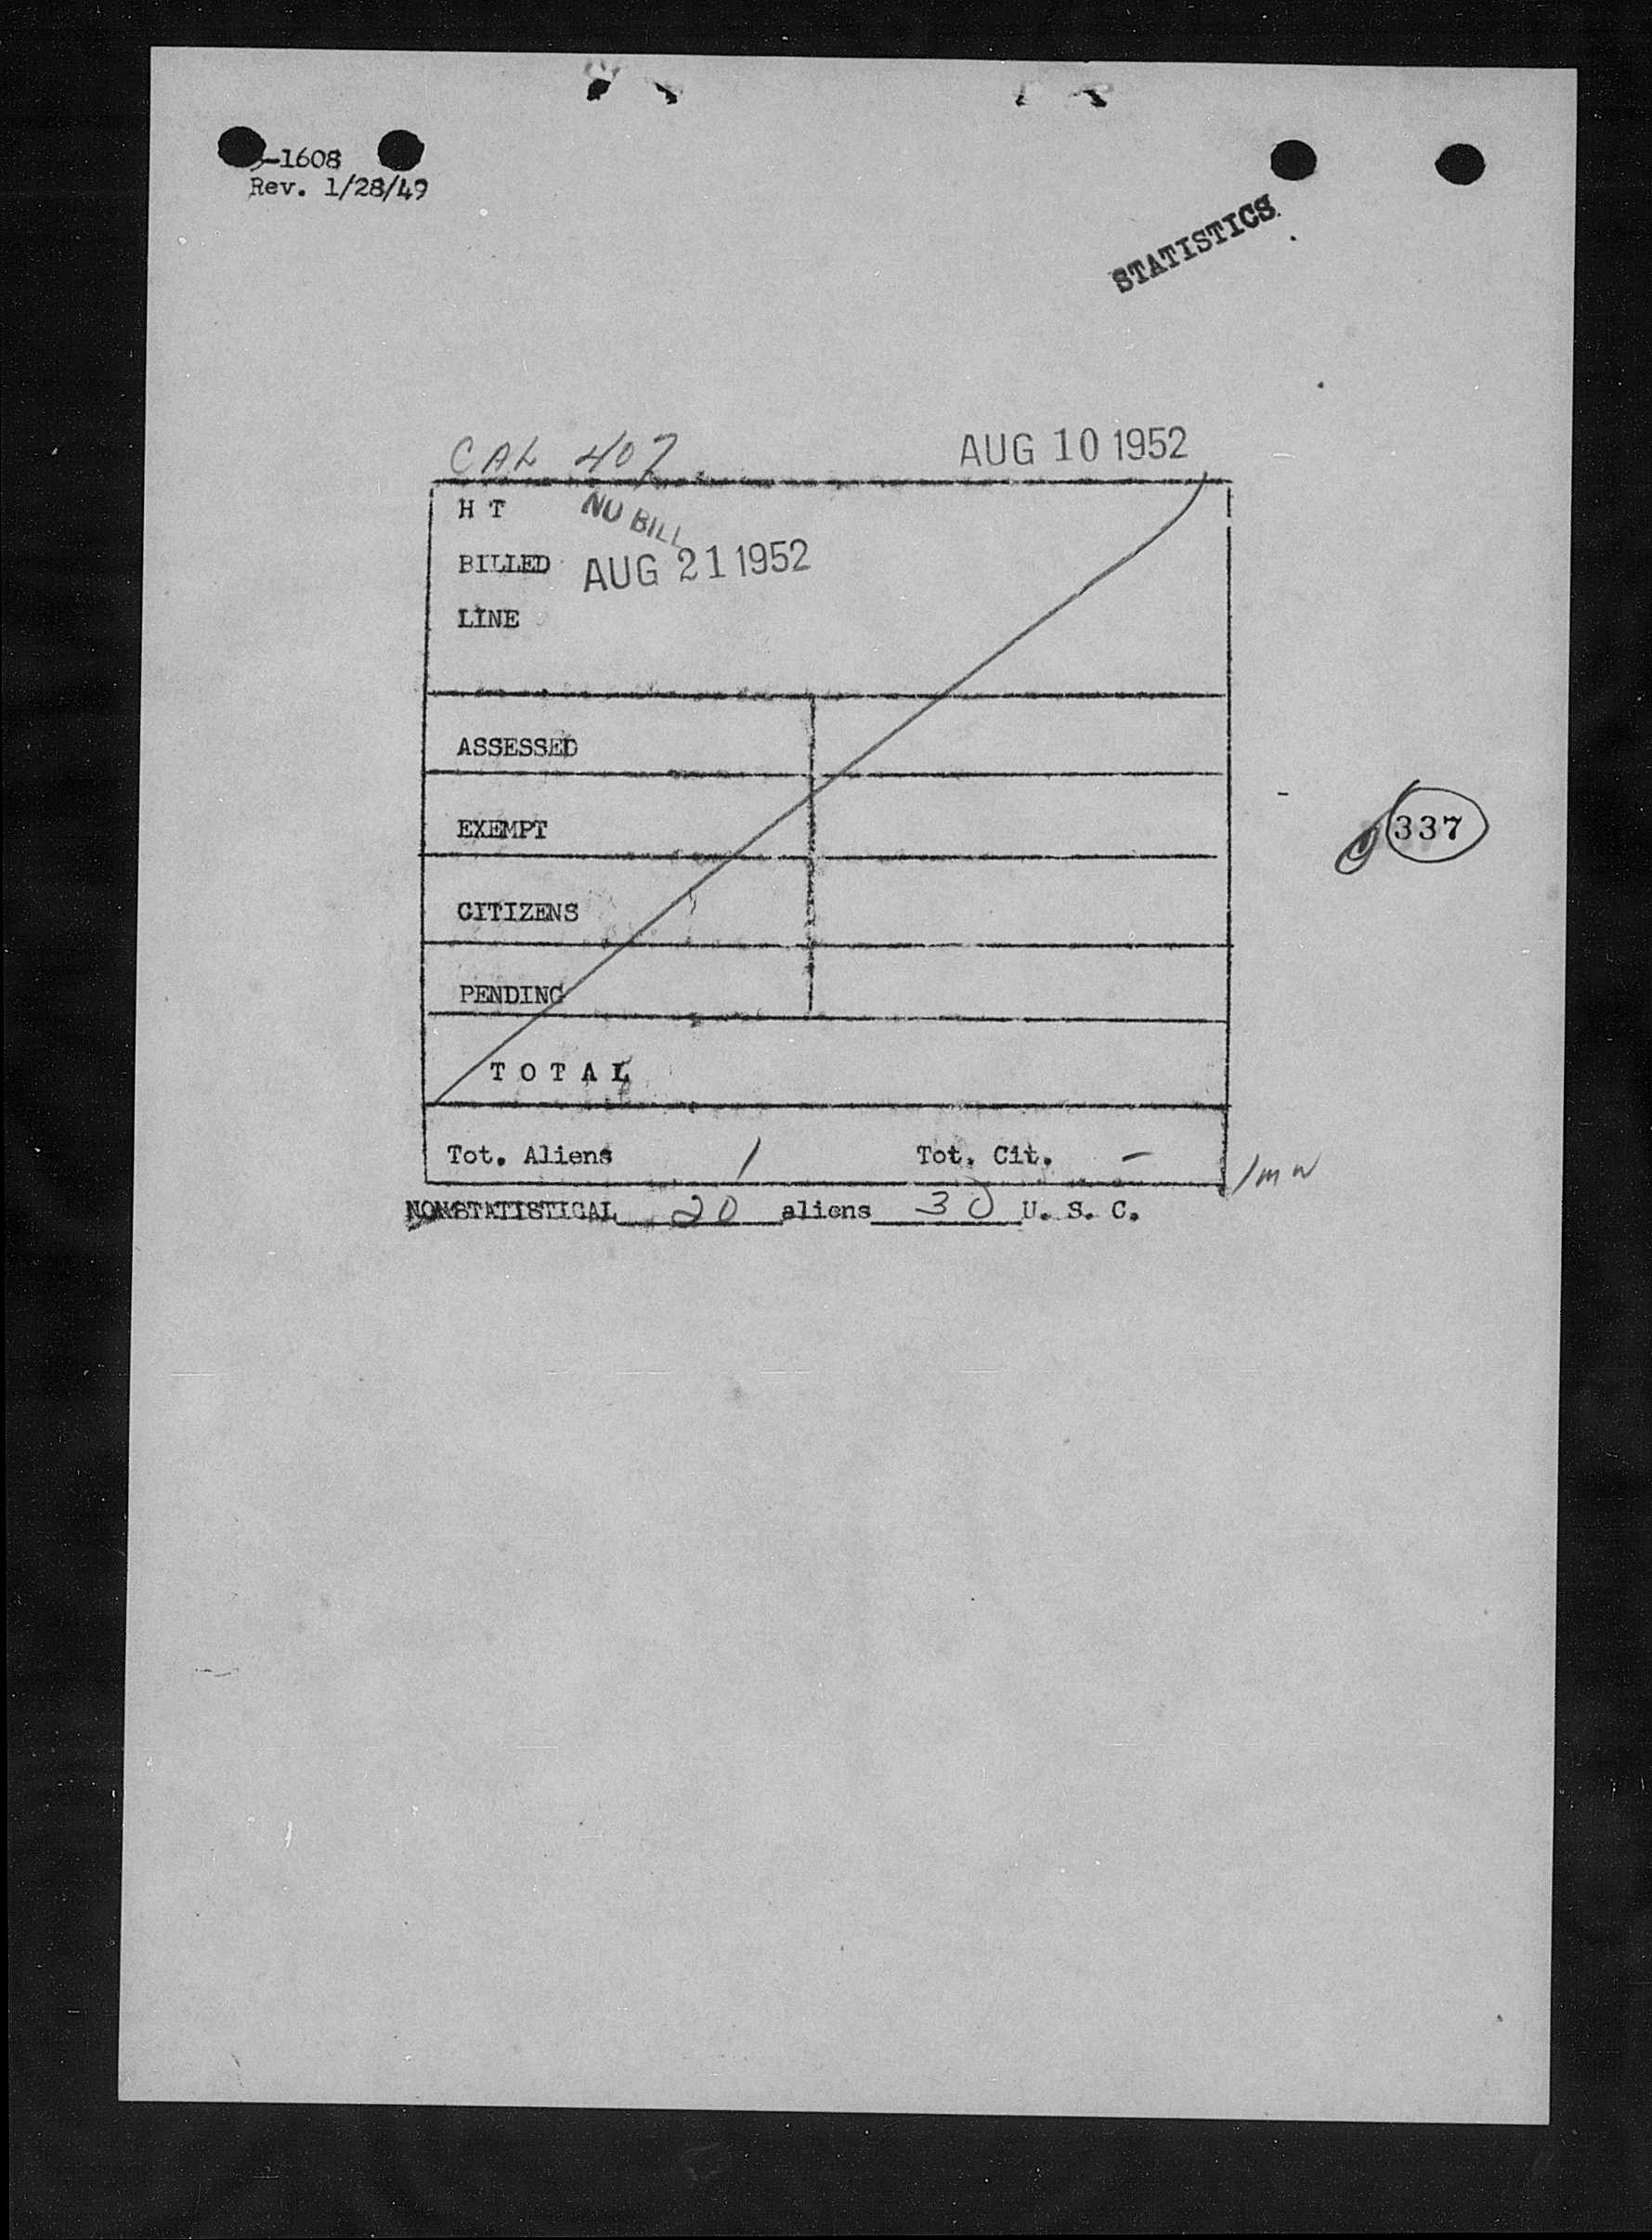 -1608
Rev. 1/28/49
STATISTICS
CAL 407
AUG 10 1952
H T
NO BILL
BILLED AUG 21 1952
LINE
ASSESSED
EXEMPT
337
CITIZENS
PENDING
TOTAL
Tot. Aliens 1 Tot. Cit. -
NONSTATISTICAL 20 aliens 30 U. S. C.